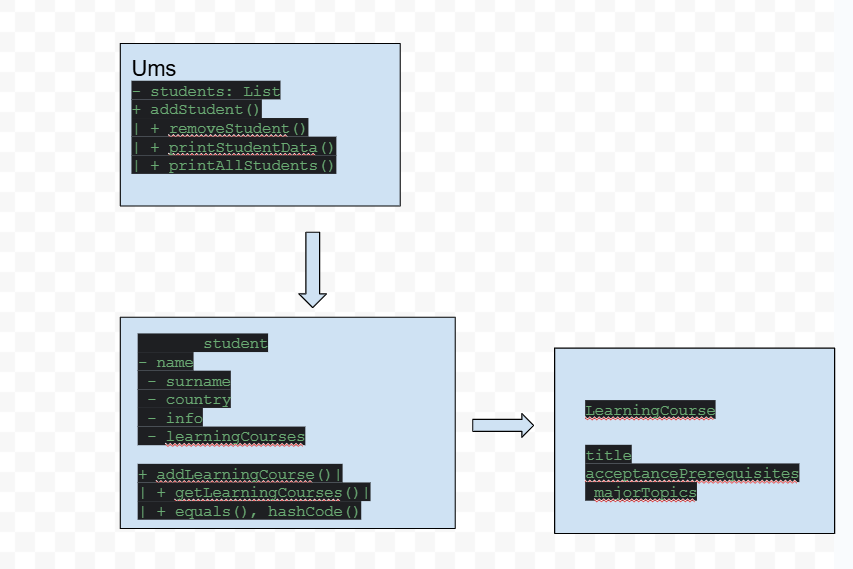 Ums
- students: List
+ addStudent()
| + removeStudent()
| + printStudentData()
| + printAllStudents()
student
- name
- surname
- country
- info
- learningCourses
+ addLearningCourse()|
| + getLearningCourses()|
| + equals(), hashCode()
LearningCourse
title
acceptancePrerequisites
majorTopics